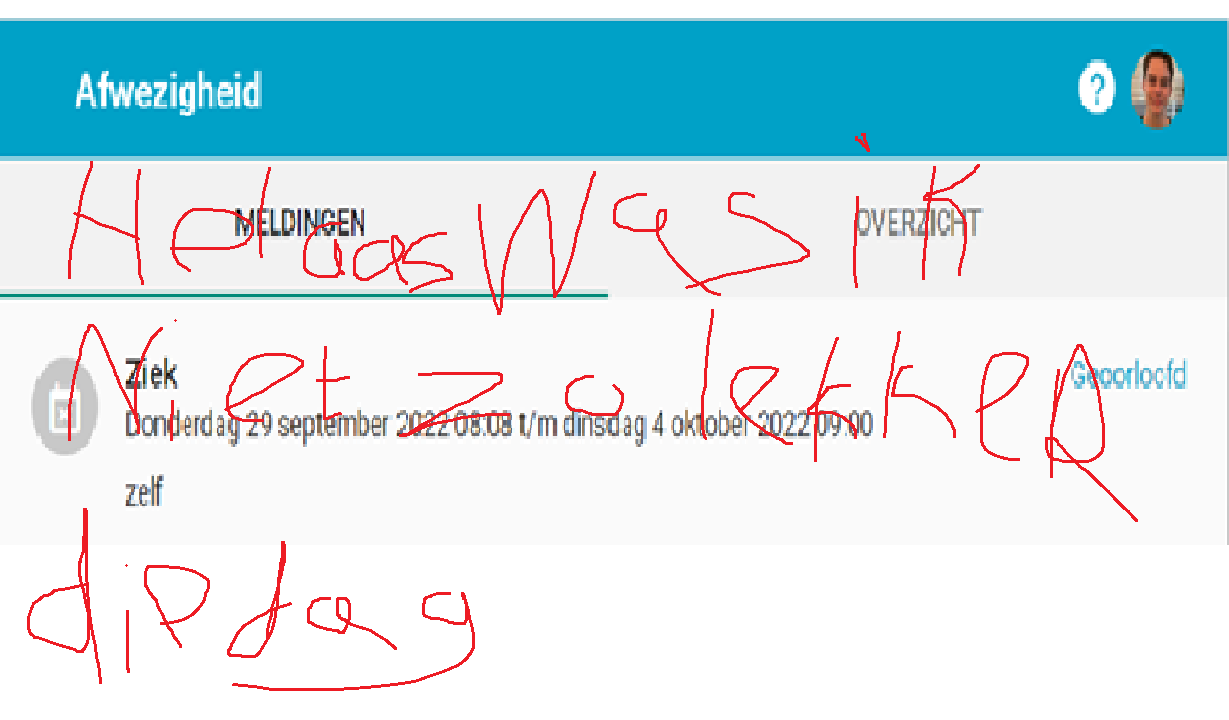 Afwezigheid ?
MELDINGEN OVERZICHT
Helaas Was ik
Niet zo lekker
Ziek Geoorloofd
Donderdag 29 september 2022 08:08 t/m dinsdag 4 oktober 2022 09:00
zelf
die dag